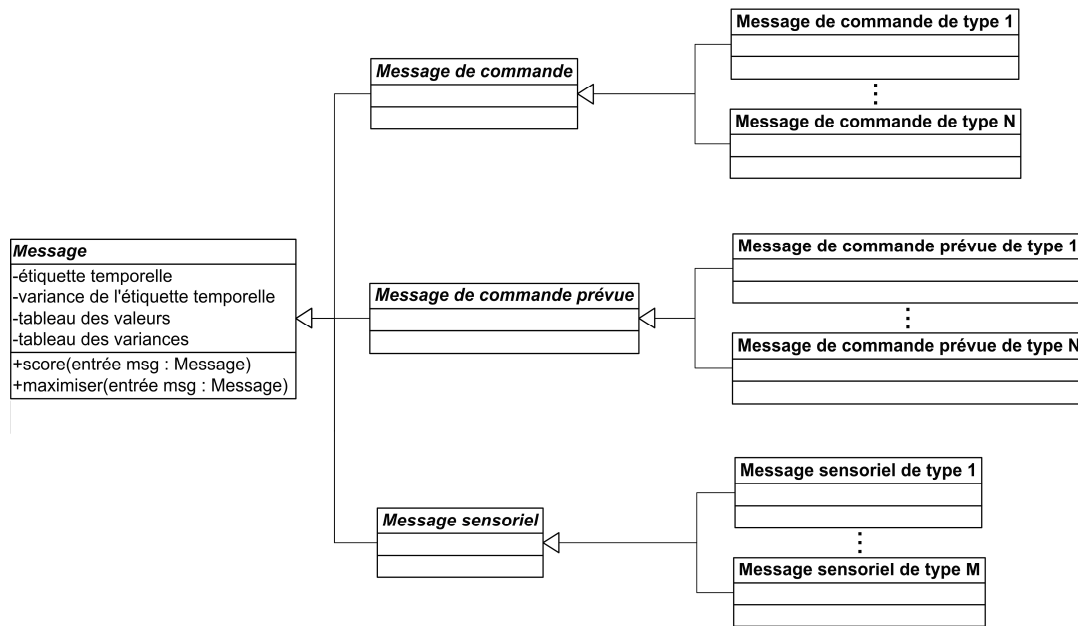 Message de commande de type 1
Message de commande
Message de commande de type N
Message
-étiquette temporelle
-variance de l'étiquette temporelle
-tableau des valeurs
-tableau des variances
+score(entrée msg : Message)
+maximiser(entrée msg : Message)
Message de commande prévue de type 1
Message de commande prévue
Message de commande prévue de type N
Message sensoriel de type 1
Message sensoriel
Message sensoriel de type M